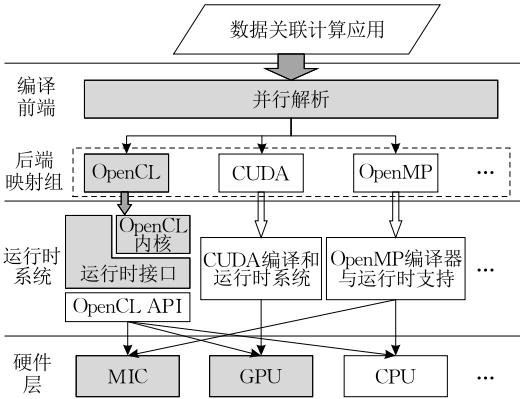 数据关联计算应用
编译
前端
并行解析
后端
映射组
OpenCL
CUDA
OpenMP
...
运行时
系统
OpenCL
内核
运行时接口
OpenCL API
CUDA编译和
运行时系统
OpenMP编译器
与运行时支持
...
硬件
层
MIC
GPU
CPU
...